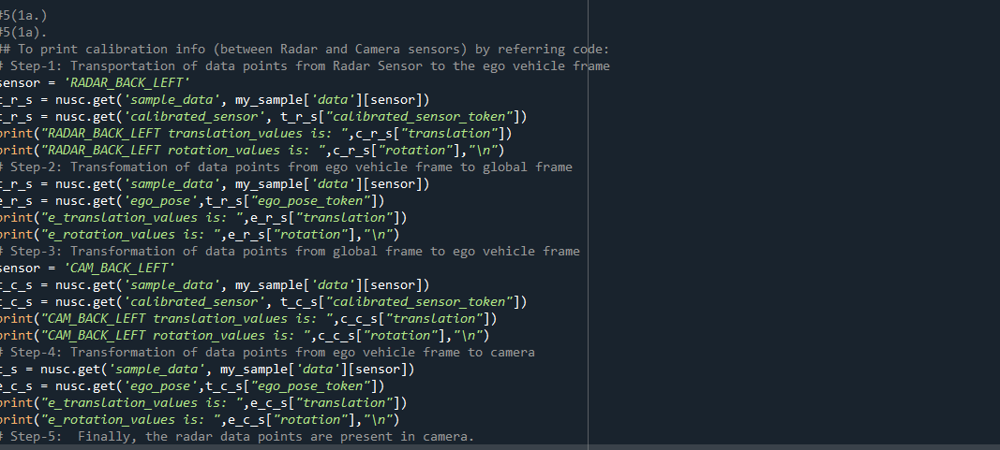 #5(1a.)
#5(1a).
## To print calibration info (between Radar and Camera sensors) by referring code:
# Step-1: Transportation of data points from Radar Sensor to the ego vehicle frame
sensor = 'RADAR_BACK_LEFT'
t_r_s = nusc.get('sample_data', my_sample['data'][sensor])
t_r_s = nusc.get('calibrated_sensor', t_r_s["calibrated_sensor_token"])
print("RADAR_BACK_LEFT translation_values is: ",c_r_s["translation"])
print("RADAR_BACK_LEFT rotation_values is: ",c_r_s["rotation"],"\n")
# Step-2: Transfomation of data points from ego vehicle frame to global frame
t_r_s = nusc.get('sample_data', my_sample['data'][sensor])
e_r_s = nusc.get('ego_pose',t_r_s["ego_pose_token"])
print("e_translation_values is: ",e_r_s["translation"])
print("e_rotation_values is: ",e_r_s["rotation"],"\n")
# Step-3: Transformation of data points from global frame to ego vehicle frame
sensor = 'CAM_BACK_LEFT'
t_c_s = nusc.get('sample_data', my_sample['data'][sensor])
t_c_s = nusc.get('calibrated_sensor', t_c_s["calibrated_sensor_token"])
print("CAM_BACK_LEFT translation_values is: ",c_c_s["translation"])
print("CAM_BACK_LEFT rotation_values is: ",c_c_s["rotation"],"\n")
# Step-4: Transformation of data points from ego vehicle frame to camera
t_s = nusc.get('sample_data', my_sample['data'][sensor])
e_c_s = nusc.get('ego_pose',t_c_s["ego_pose_token"])
print("e_translation_values is: ",e_c_s["translation"])
print("e_rotation_values is: ",e_c_s["rotation"],"\n")
# Step-5:  Finally, the radar data points are present in camera.